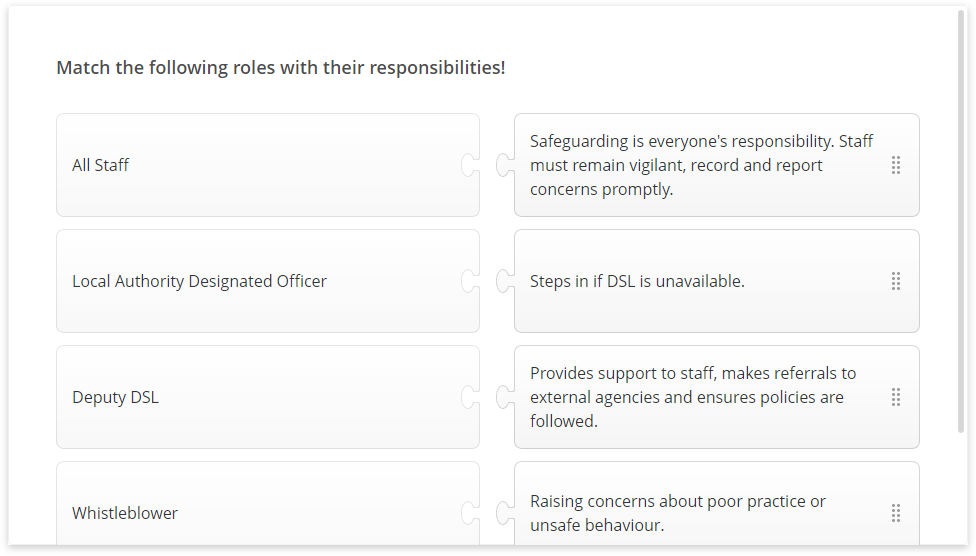 Match the following roles with their responsibilities!
All Staff
Safeguarding is everyone's responsibility. Staff
must remain vigilant, record and report
concerns promptly.
Local Authority Designated Officer
Steps in if DSL is unavailable.
Deputy DSL
Provides support to staff, makes referrals to
external agencies and ensures policies are
followed.
Whistleblower
Raising concerns about poor practice or
unsafe behaviour.